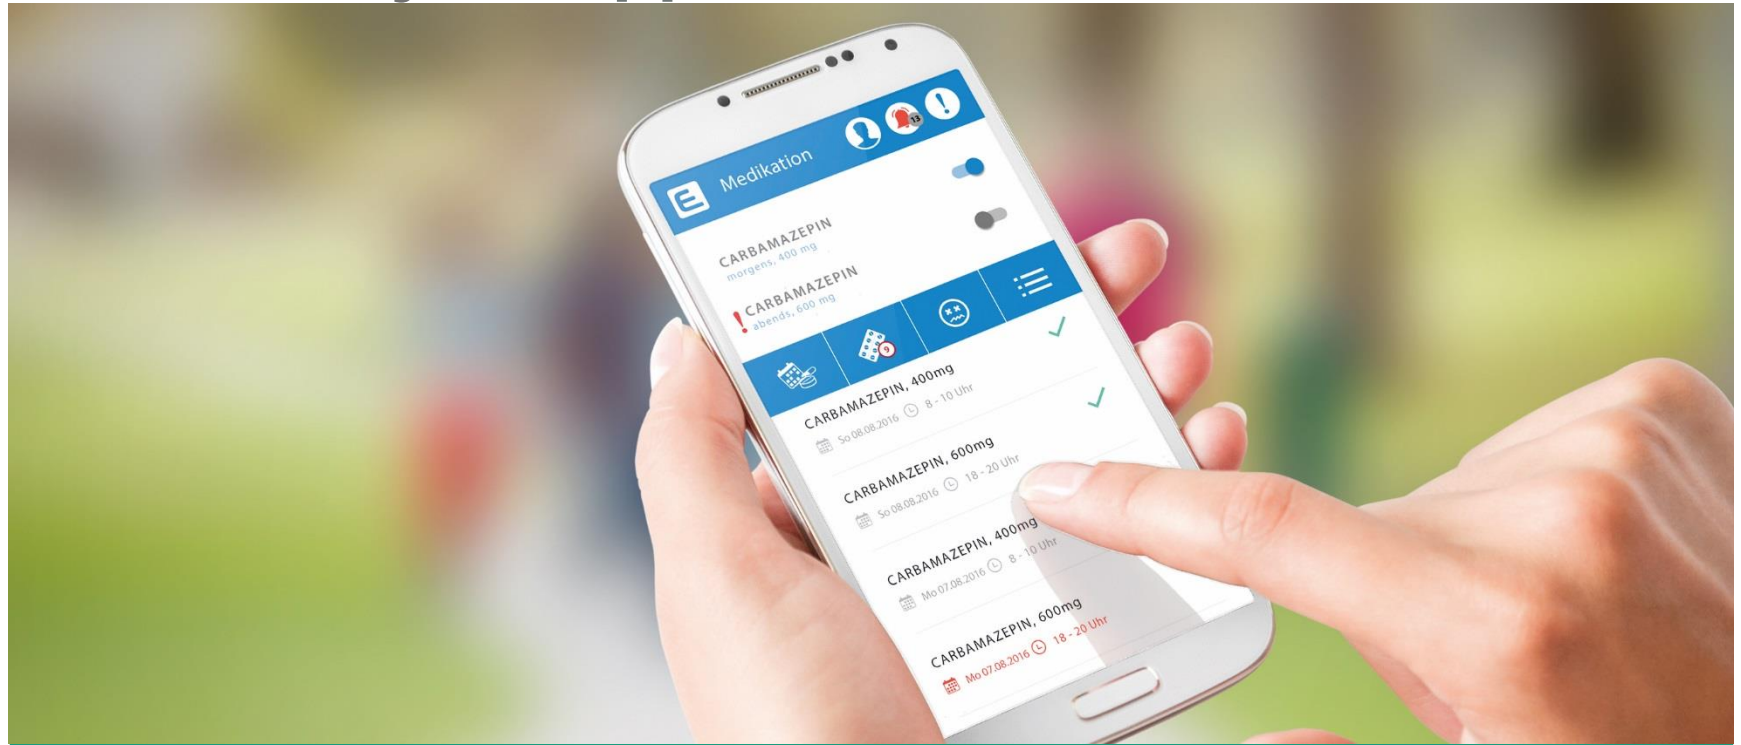 Medikation
13
CARBAMAZEPIN
morgens, 400 mg
CARBAMAZEPIN
abends, 600 mg
9
CARBAMAZEPIN, 400mg
So 08.08.2016 8 - 10 Uhr
CARBAMAZEPIN, 600mg
So 08.08.2016 18 - 20 Uhr
CARBAMAZEPIN, 400mg
Mo 07.08.2016 8 - 10 Uhr
CARBAMAZEPIN, 600mg
Mo 07.08.2016 18 - 20 Uhr